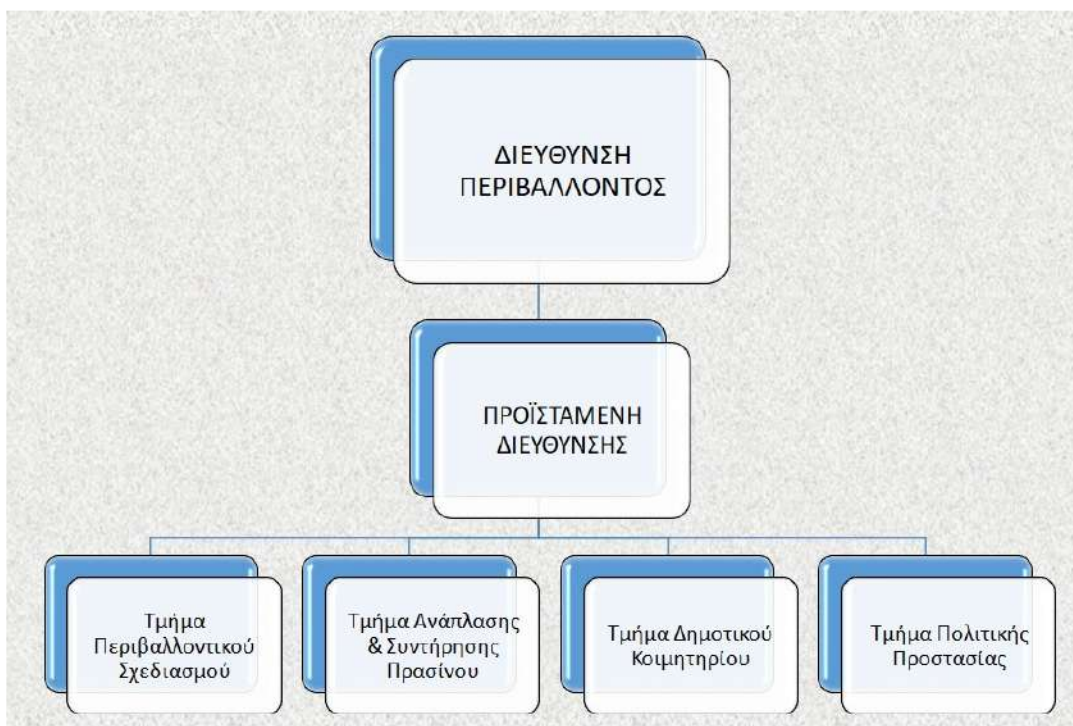 ΔΙΕΥΘΥΝΣΗ
ΠΕΡΙΒΑΛΛΟΝΤΟΣ
ΠΡΟΪΣΤΑΜΕΝΗ
ΔΙΕΥΘΥΝΣΗΣ
Τμήμα
Περιβαλλοντικού
Σχεδιασμού
Τμήμα Ανάπλασης
& Συντήρησης
Πρασίνου
Τμήμα Δημοτικού
Κοιμητηρίου
Τμήμα Πολιτικής
Προστασίας